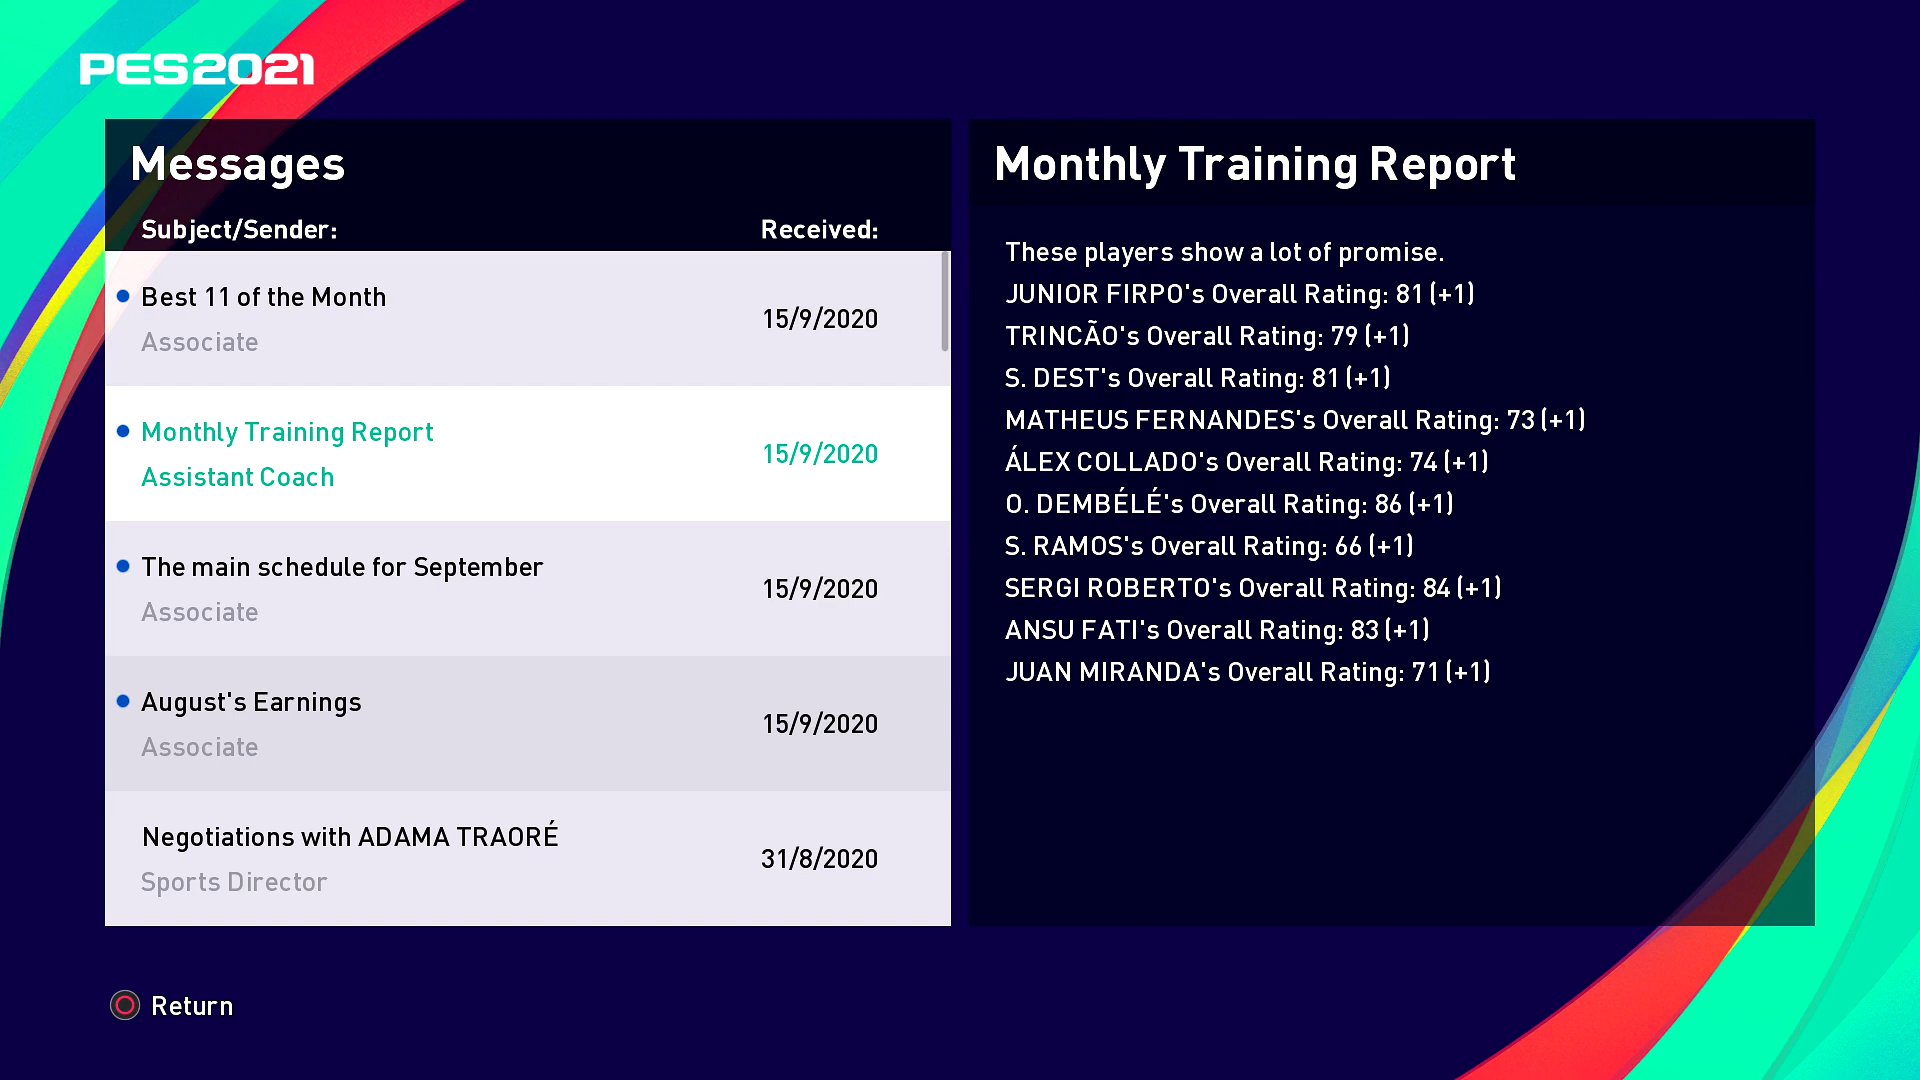 PES2021
Messages
Subject/Sender: Received:
Best 11 of the Month
Associate
15/9/2020
Monthly Training Report
Assistant Coach
15/9/2020
The main schedule for September
Associate
15/9/2020
August's Earnings
Associate
15/9/2020
Negotiations with ADAMA TRAORÉ
Sports Director
31/8/2020
Monthly Training Report
These players show a lot of promise.
JUNIOR FIRPO's Overall Rating: 81 (+1)
TRINCÃO's Overall Rating: 79 (+1)
S. DEST's Overall Rating: 81 (+1)
MATHEUS FERNANDES's Overall Rating: 73 (+1)
ÁLEX COLLADO's Overall Rating: 74 (+1)
O. DEMBÉLÉ's Overall Rating: 86 (+1)
S. RAMOS's Overall Rating: 66 (+1)
SERGI ROBERTO's Overall Rating: 84 (+1)
ANSU FATI's Overall Rating: 83 (+1)
JUAN MIRANDA's Overall Rating: 71 (+1)
Return